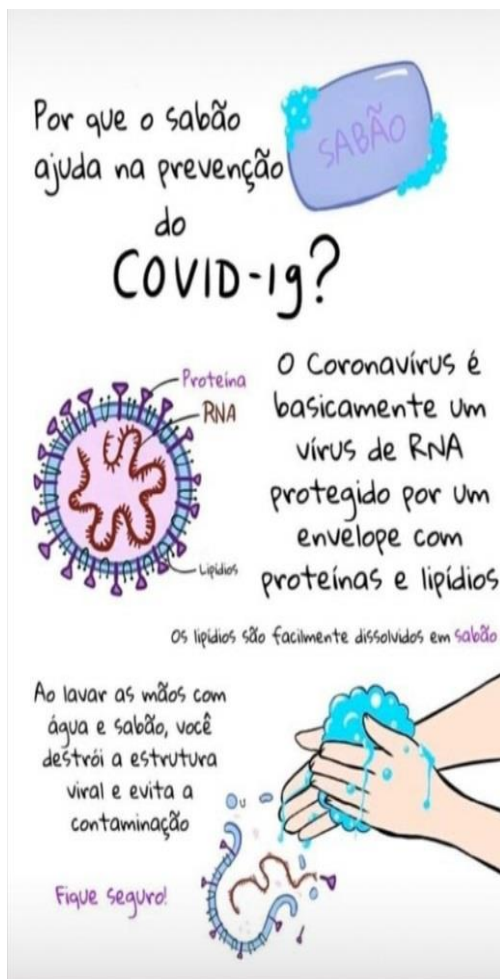 Por que o sabão
ajuda na prevenção
do
COVID-19?
SABÃO
Proteína
RNA
Lipídios
O Coronavírus é
basicamente um
vírus de RNA
protegido por um
envelope com
proteínas e lipídios
Os lipídios são facilmente dissolvidos em sabão
Ao lavar as mãos com
água e sabão, você
destrói a estrutura
viral e evita a
contaminação
Fique seguro!